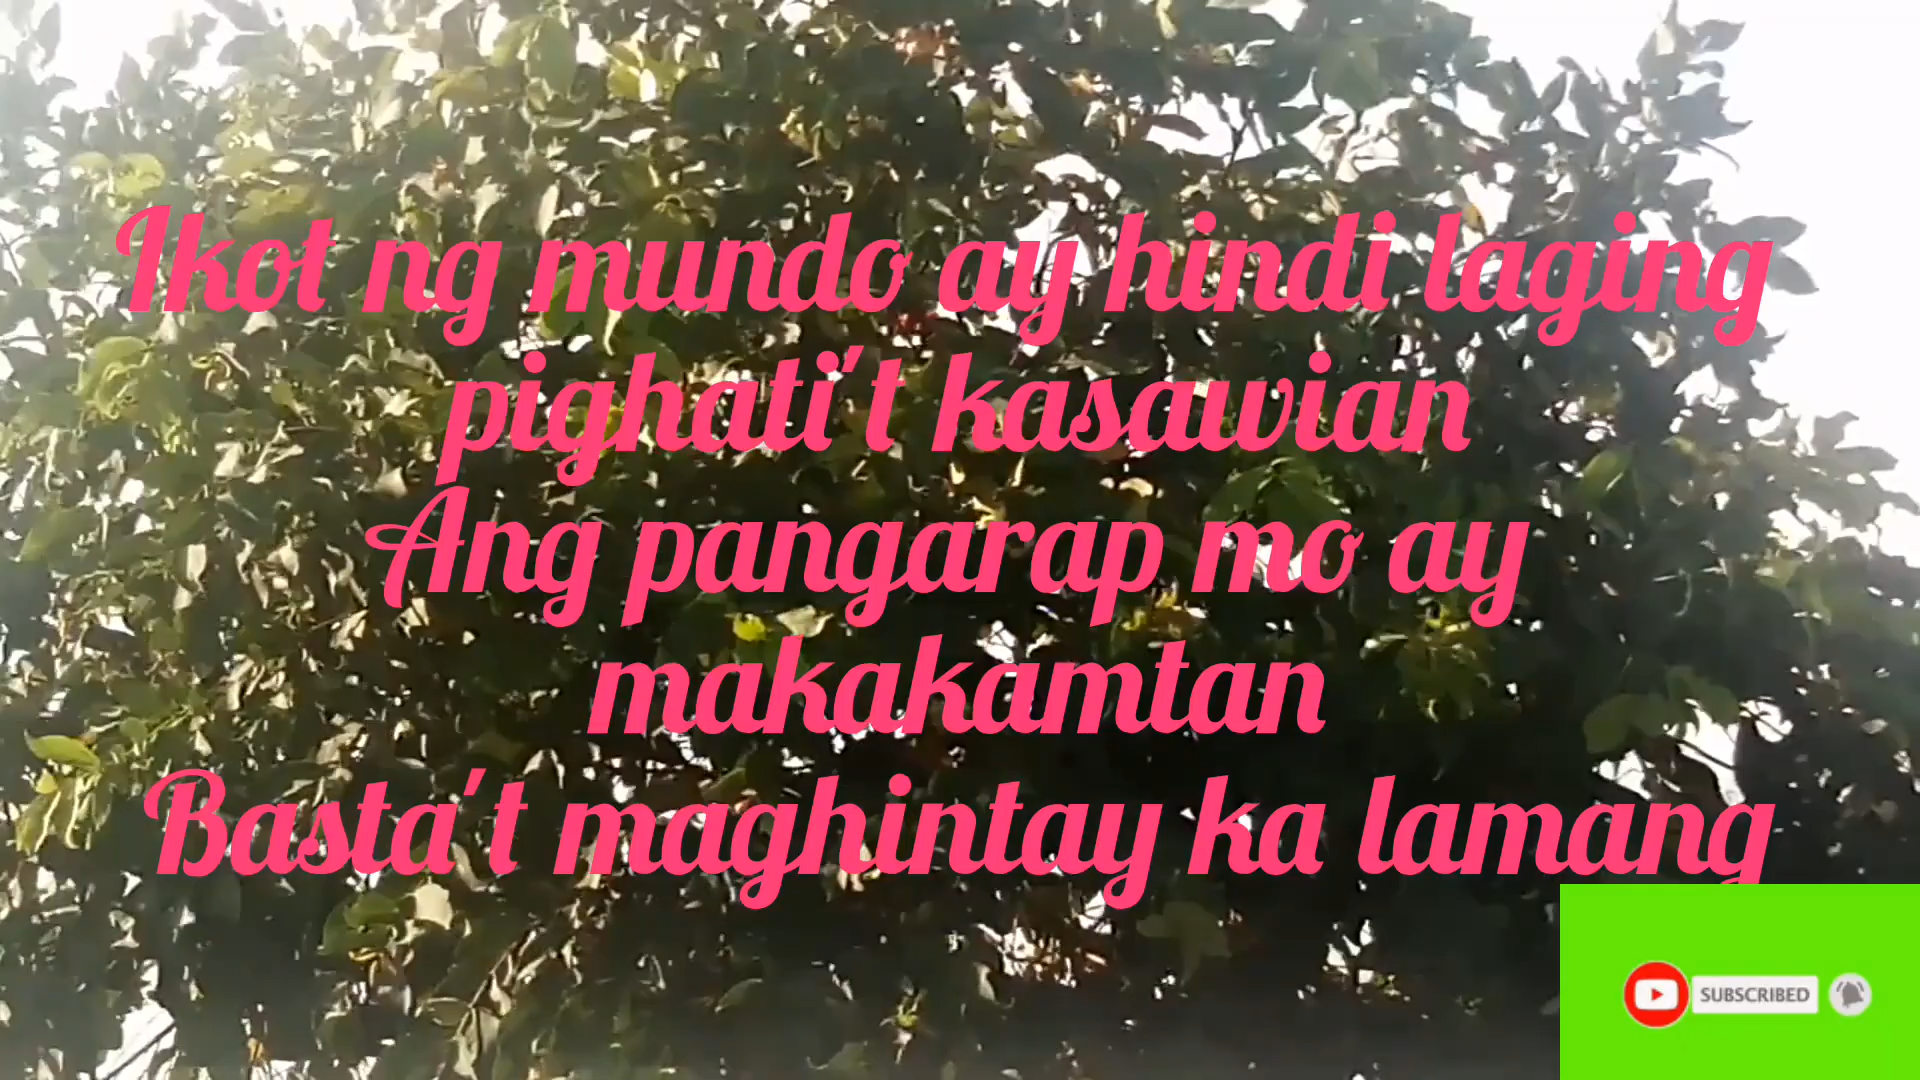 Ikot ng mundo ay hindi laging
pighati't kasawian
Ang pangarap mo ay
makakamtan
Basta't maghintay ka lamang
SUBSCRIBED